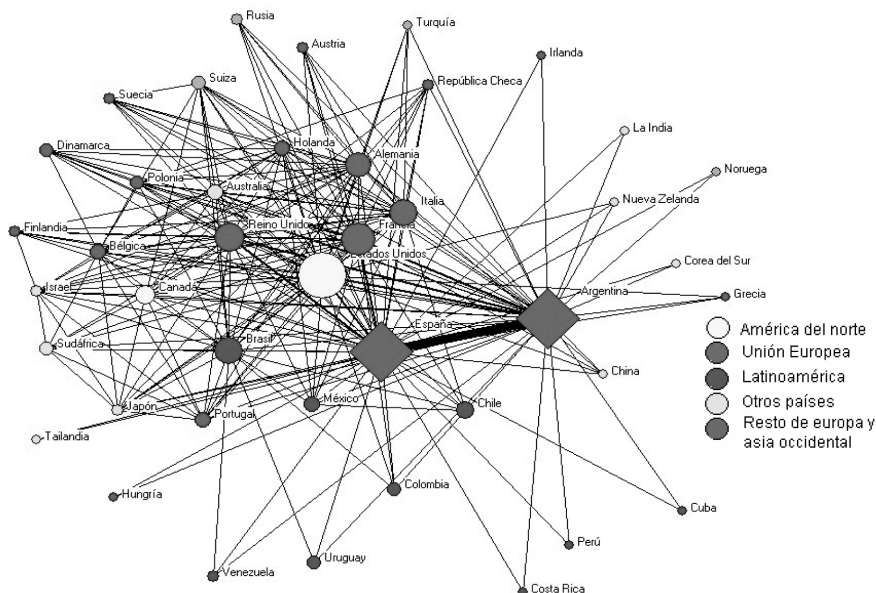 Rusia
Turquía
Austria
Irlanda
Suiza
República Checa
Suecia
La India
Dinamarca
Holanda
Alemania
Noruega
Polonia
Australia
Italia
Nueva Zelanda
Finlandia
Reino Unido
Francia
Bélgica
Estados Unidos
Corea del Sur
Israel
Canadá
Argentina
Grecia
España
América del norte
Sudáfrica
Brasil
Unión Europea
China
Latinoamérica
Japón
México
Chile
Otros países
Portugal
Resto de europa y
asia occidental
Tailandia
Hungría
Colombia
Cuba
Perú
Uruguay
Venezuela
Costa Rica